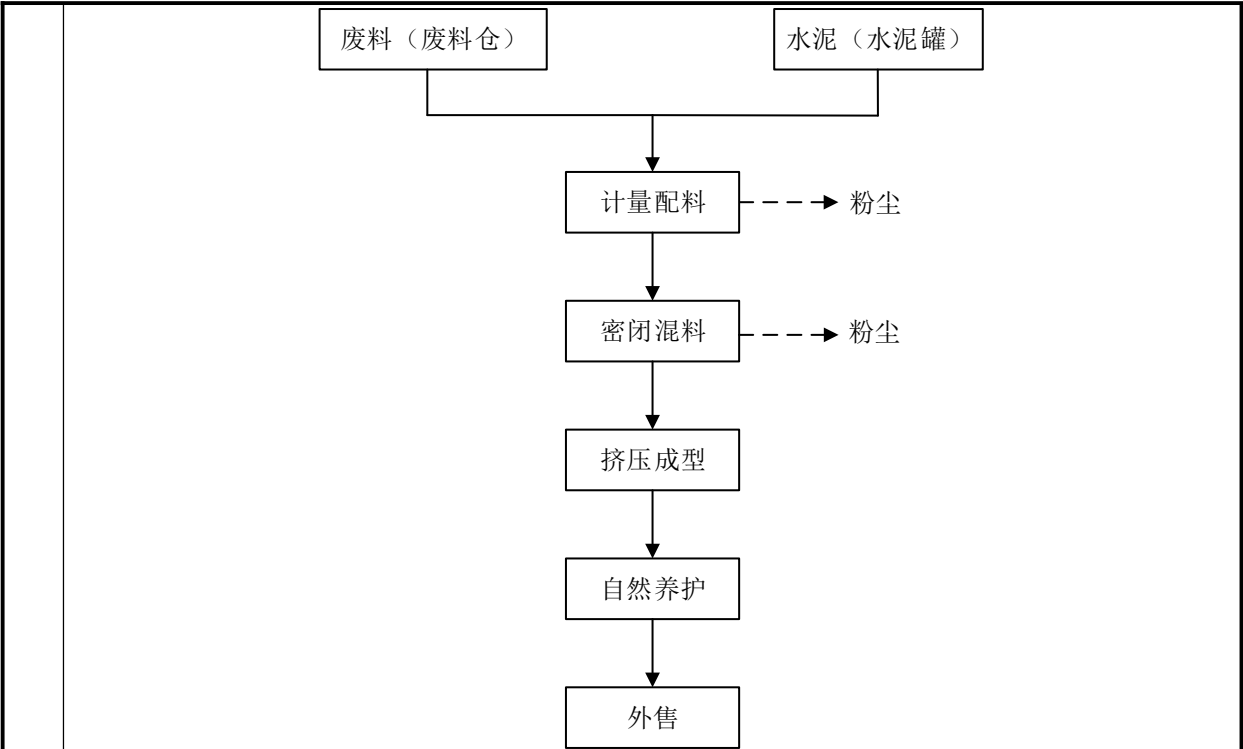 废料（废料仓）
水泥（水泥罐）
计量配料
粉尘
密闭混料
粉尘
挤压成型
自然养护
外售